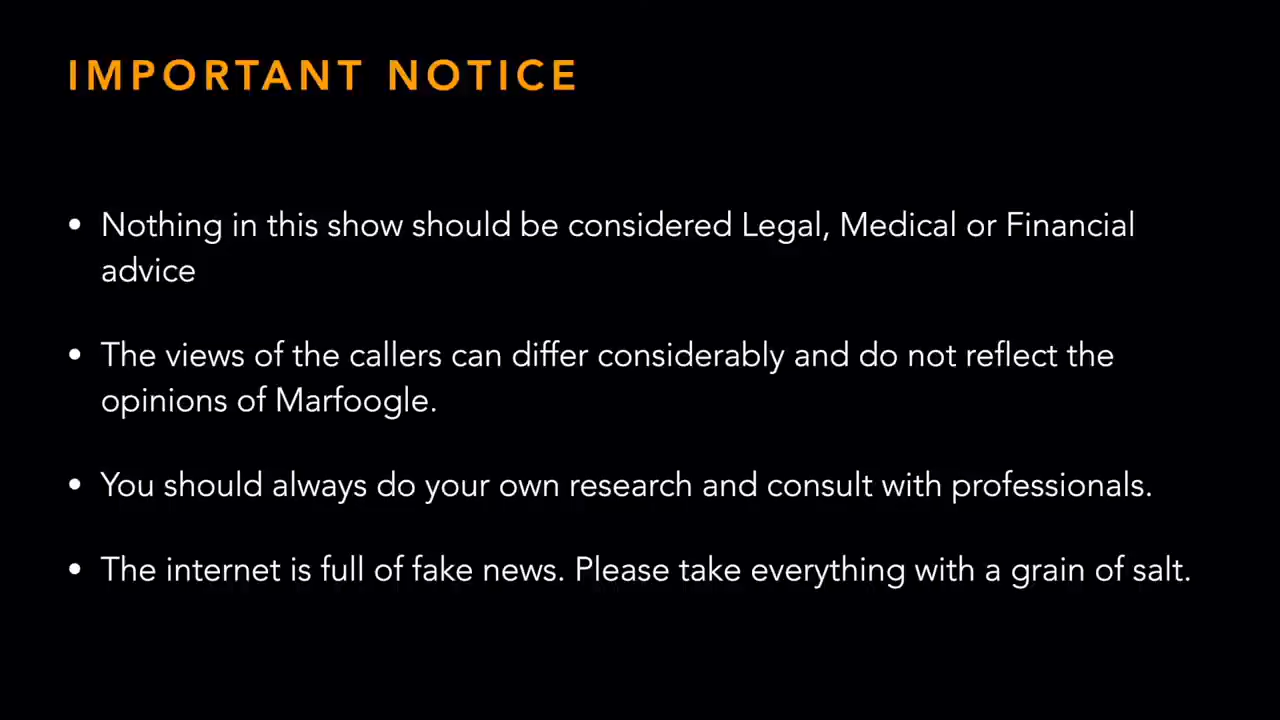 IMPORTANT NOTICE
• Nothing in this show should be considered Legal, Medical or Financial
advice
• The views of the callers can differ considerably and do not reflect the
opinions of Marfoogle.
• You should always do your own research and consult with professionals.
• The internet is full of fake news. Please take everything with a grain of salt.